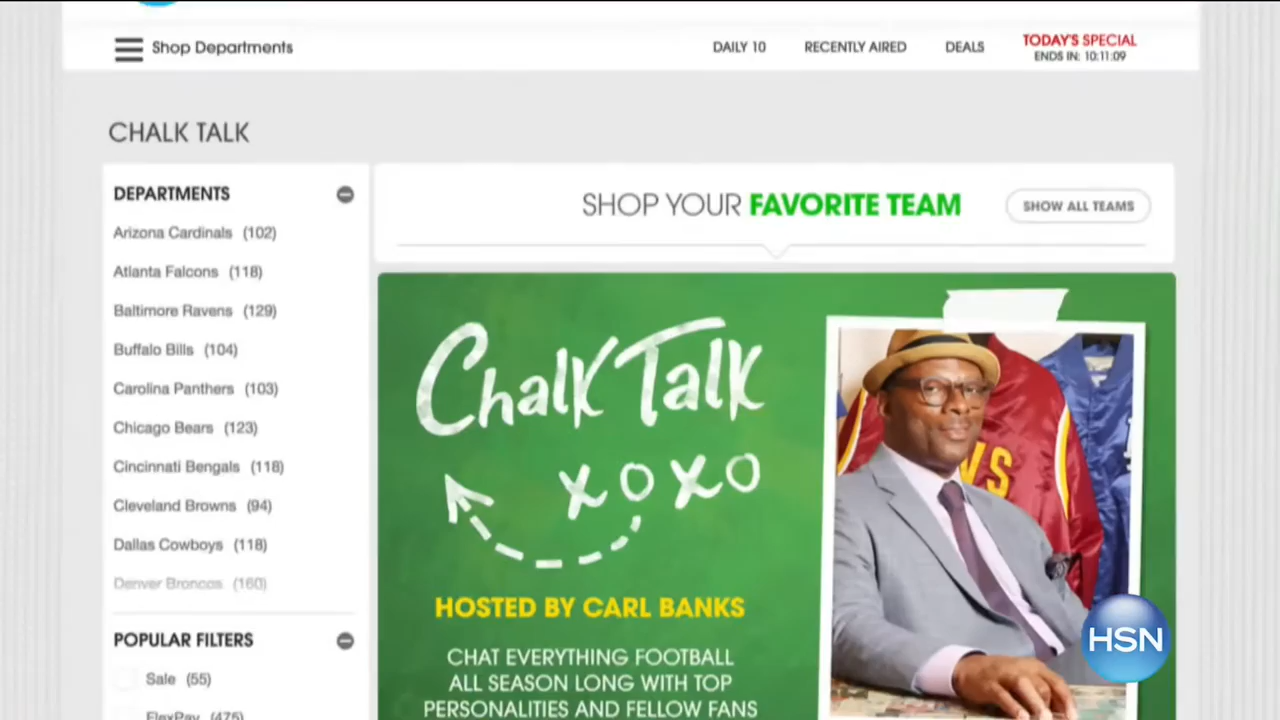 Shop Departments
DAILY 10
RECENTLY AIRED
DEALS
TODAY'S SPECIAL
ENDS IN: 10:11:09
CHALK TALK
DEPARTMENTS
Arizona Cardinals (102)
Atlanta Falcons (118)
Baltimore Ravens (129)
Buffalo Bills (104)
Carolina Panthers (103)
Chicago Bears (123)
Cincinnati Bengals (118)
Cleveland Browns (94)
Dallas Cowboys (118)
Denver Broncos (160)
POPULAR FILTERS
Sale (55)
FlexPay (475)
SHOP YOUR FAVORITE TEAM
SHOW ALL TEAMS
Chalk Talk
XOXO
HOSTED BY CARL BANKS
CHAT EVERYTHING FOOTBALL
ALL SEASON LONG WITH TOP
PERSONALITIES AND FELLOW FANS
HSN